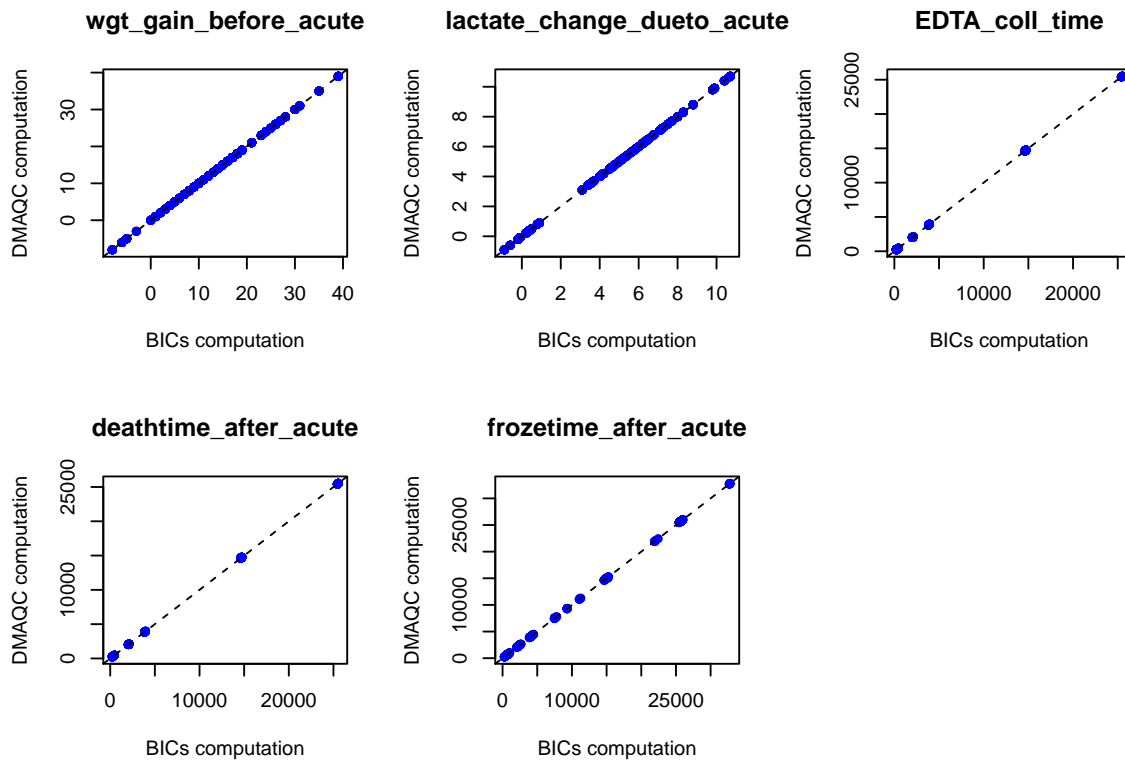 wgt_gain_before_acute
DMAQC computation
0 10 30
0 10 20 30 40
BICs computation
lactate_change_dueto_acute
DMAQC computation
0 2 4 6 8
0 2 4 6 8 10
BICs computation
EDTA_coll_time
DMAQC computation
0 10000 25000
0 10000 20000
BICs computation
deathtime_after_acute
DMAQC computation
0 10000 25000
0 10000 20000
BICs computation
frozetime_after_acute
DMAQC computation
0 10000 25000
0 10000 25000
BICs computation